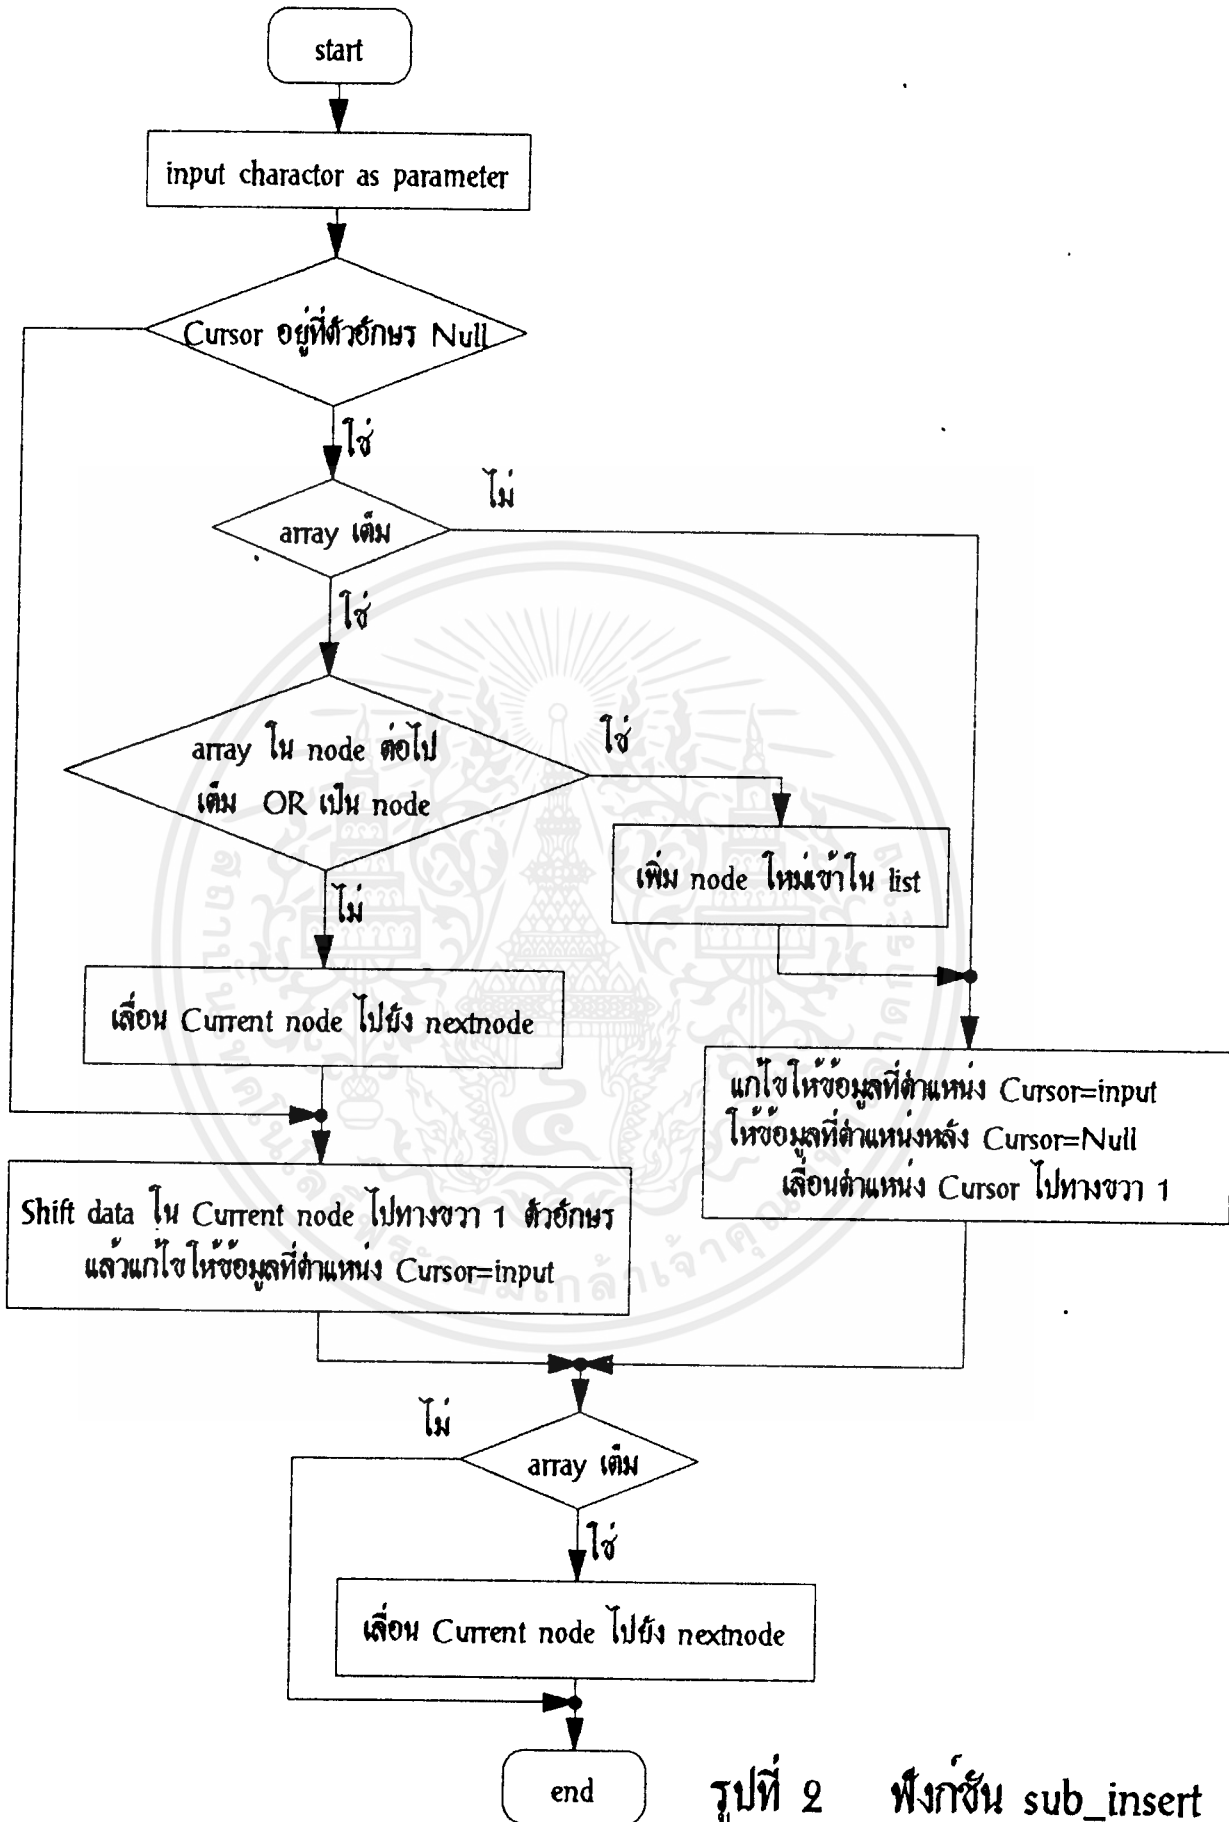 start
input charactor as parameter
Cursor อยู่ที่ตัวอักษร Null
ใช่
ไม่
array เต็ม
ใช่
array ใน node ต่อไป
เต็ม OR เป็น node
ใช่
เพิ่ม node ใหม่เข้าใน list
ไม่
เลื่อน Current node ไปยัง nextnode
แก้ไขให้ข้อมูลที่ตำแหน่ง Cursor=input
ให้ข้อมูลที่ตำแหน่งหลัง Cursor=Null
เลื่อนตำแหน่ง Cursor ไปทางขวา 1
Shift data ใน Current node ไปทางขวา 1 ตัวอักษร
แล้วแก้ไขให้ข้อมูลที่ตำแหน่ง Cursor=input
ไม่
array เต็ม
ใช่
เลื่อน Current node ไปยัง nextnode
end
รูปที่ 2 ฟังก์ชัน sub_insert